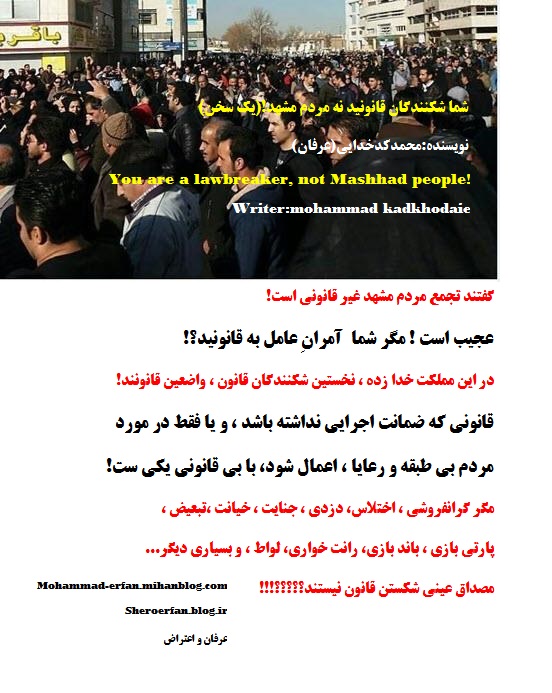 باقر
شما شکنندگان قانونید نه مردم مشهد!(یک سخن)
نویسنده:محمدکدخدایی(عرفان)
You are a lawbreaker, not Mashhad people!
Writer:mohammad kadkhodaie
گفتند تجمع مردم مشهد غیر قانونی است!
عجیب است ! مگر شما آمرانِ عامل به قانونید؟!
در این مملکت خدا زده ، نخستین شکنندگان قانون ، واضعین قانونند!
قانونی که ضمانت اجرایی نداشته باشد ، و یا فقط در مورد
مردم بی طبقه و رعایا ، اعمال شود، با بی قانونی یکی ست!
مگر گرانفروشی ، اختلاس، دزدی ، جنایت ، خیانت ،تبعیض ،
پارتی بازی ، باند بازی، رانت خواری، لواط ، و بسیاری دیگر...
مصداق عینی شکستن قانون نیستند؟؟؟؟؟!!!
Mohammad-erfan.mihanblog.com
Sheroerfan.blog.ir
عرفان و اعتراض